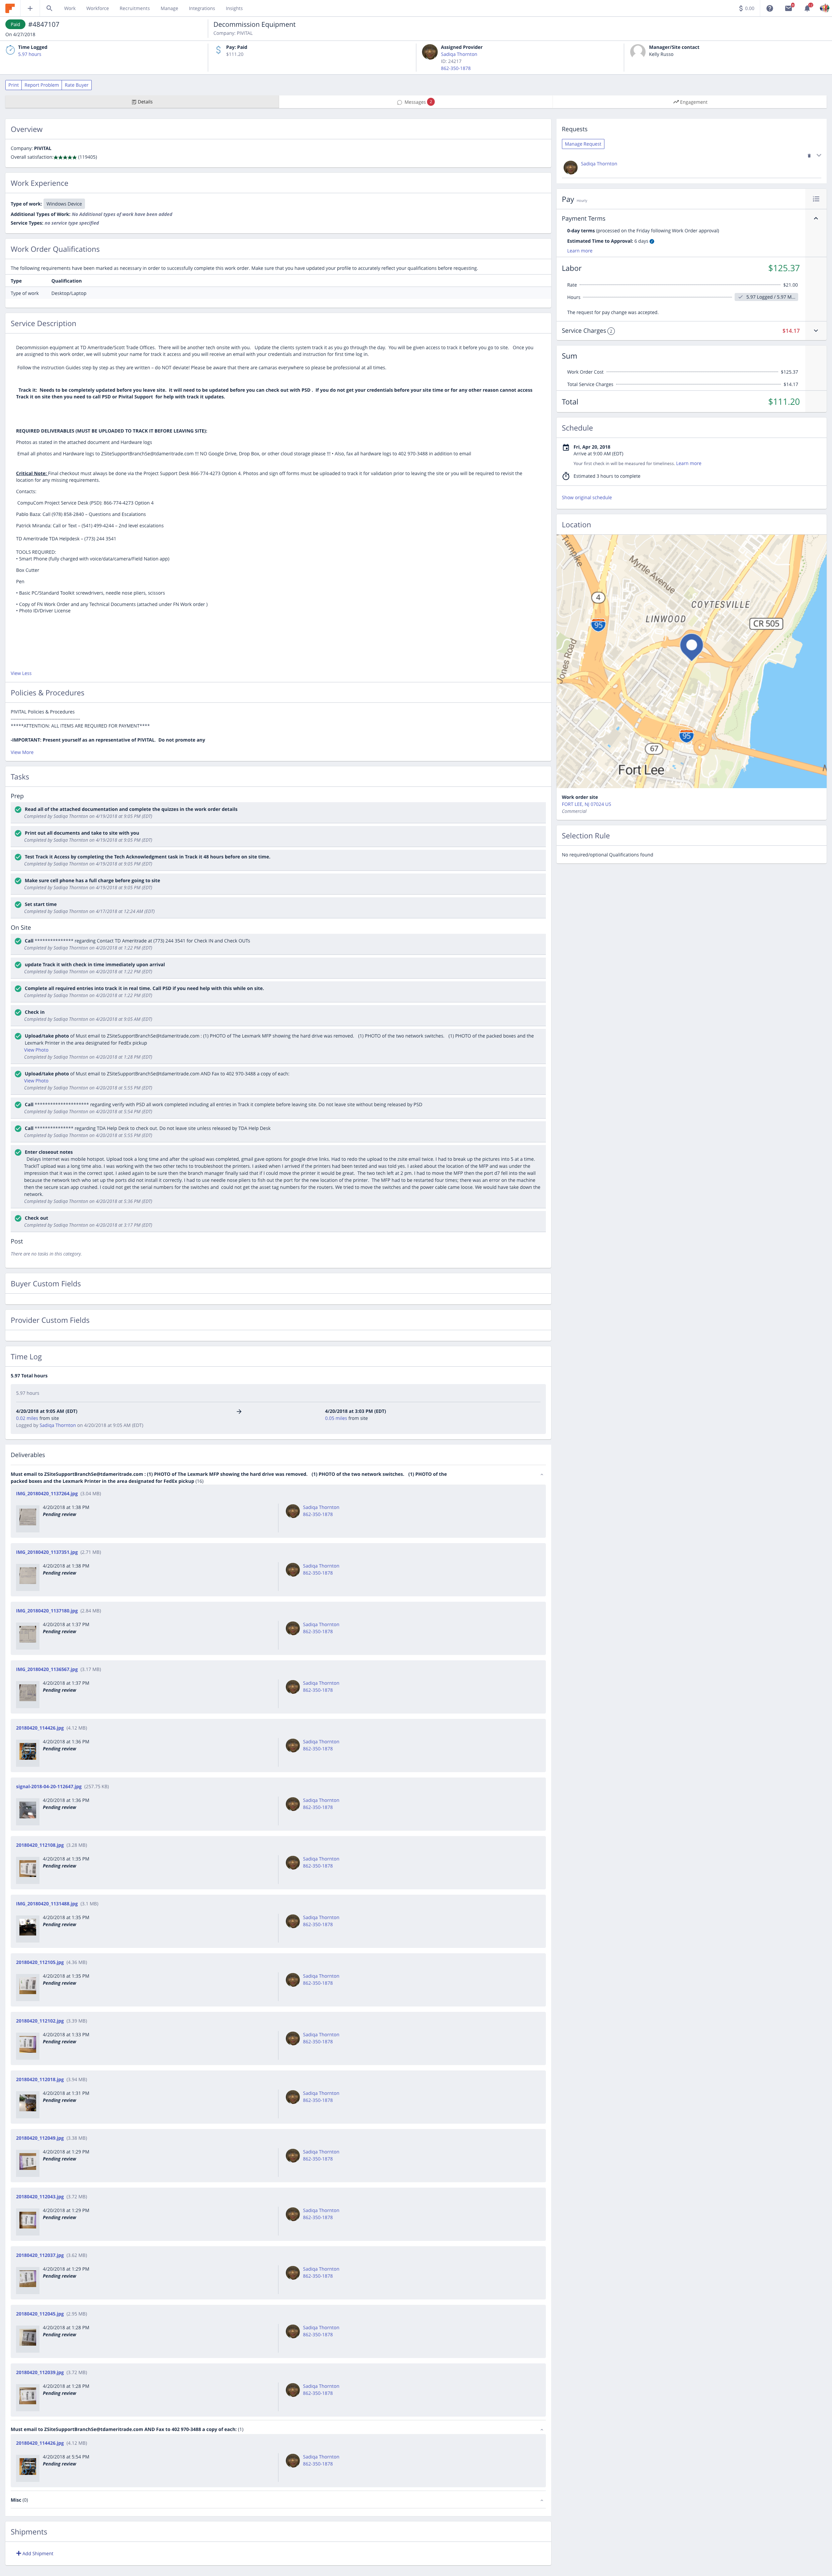 Work
Workforce
Recruitments
Manage
Integrations
Insights
0.00
Paid #4847107
On 4/27/2018
Decommission Equipment
Company: PIVITAL
Time Logged
5.97 hours
Pay: Paid
$111.20
Assigned Provider
Sadiqa Thornton
ID: 24217
862-350-1878
Manager/Site contact
Kelly Russo
Print
Report Problem
Rate Buyer
Details
Messages 2
Engagement
Overview
Company: PIVITAL
Overall satisfaction: ★★★★★ (119405)
Work Experience
Type of work: Windows Device
Additional Types of Work: No Additional types of work have been added
Service Types: no service type specified
Work Order Qualifications
The following requirements have been marked as necessary in order to successfully complete this work order. Make sure that you have updated your profile to accurately reflect your qualifications before requesting.
Type Qualification
Type of work Desktop/Laptop
Service Description
Decommission equipment at TD Ameritrade/Scott Trade Offices. There will be another tech onsite with you. Update the clients system track it as you go through the day. You will be given access to track it before you go to site. Once you
are assigned to this work order, we will submit your name for track it access and you will receive an email with your credentials and instruction for first time log in.
Follow the Instruction Guides step by step as they are written – do NOT deviate! Please be aware that there are cameras everywhere so please be professional at all times.
Track it: Needs to be completely updated before you leave site. It will need to be updated before you can check out with PSD . If you do not get your credentials before your site time or for any other reason cannot access
Track it on site then you need to call PSD or Pivital Support for help with track it updates.
REQUIRED DELIVERABLES (MUST BE UPLOADED TO TRACK IT BEFORE LEAVING SITE):
Photos as stated in the attached document and Hardware logs
Email all photos and Hardware logs to ZSiteSupportBranchSe@tdameritrade.com !!! NO Google Drive, Drop Box, or other cloud storage please !!! • Also, fax all hardware logs to 402 970-3488 in addition to email
Critical Note: Final checkout must always be done via the Project Support Desk 866-774-4273 Option 4. Photos and sign off forms must be uploaded to track it for validation prior to leaving the site or you will be required to revisit the
location for any missing requirements.
Contacts:
CompuCom Project Service Desk (PSD): 866-774-4273 Option 4
Pablo Baza: Call (978) 858-2840 – Questions and Escalations
Patrick Miranda: Call or Text – (541) 499-4244 – 2nd level escalations
TD Ameritrade TDA Helpdesk – (773) 244 3541
TOOLS REQUIRED:
• Smart Phone (fully charged with voice/data/camera/Field Nation app)
Box Cutter
Pen
• Basic PC/Standard Toolkit screwdrivers, needle nose pliers, scissors
• Copy of FN Work Order and any Technical Documents (attached under FN Work order )
• Photo ID/Driver License
View Less
Policies & Procedures
PIVITAL Policies & Procedures
*****ATTENTION: ALL ITEMS ARE REQUIRED FOR PAYMENT****
-IMPORTANT: Present yourself as an representative of PIVITAL. Do not promote any
View More
Tasks
Prep
Read all of the attached documentation and complete the quizzes in the work order details
Completed by Sadiqa Thornton on 4/19/2018 at 9:05 PM (EDT)
Print out all documents and take to site with you
Completed by Sadiqa Thornton on 4/19/2018 at 9:05 PM (EDT)
Test Track it Access by completing the Tech Acknowledgment task in Track it 48 hours before on site time.
Completed by Sadiqa Thornton on 4/19/2018 at 9:05 PM (EDT)
Make sure cell phone has a full charge before going to site
Completed by Sadiqa Thornton on 4/19/2018 at 9:05 PM (EDT)
Set start time
Completed by Sadiqa Thornton on 4/17/2018 at 12:24 AM (EDT)
On Site
Call *************** regarding Contact TD Ameritrade at (773) 244 3541 for Check IN and Check OUT\\
Completed by Sadiqa Thornton on 4/20/2018 at 1:22 PM (EDT)
update Track it with check in time immediately upon arrival
Completed by Sadiqa Thornton on 4/20/2018 at 1:22 PM (EDT)
Complete all required entries into track it in real time. Call PSD if you need help with this while on site.
Completed by Sadiqa Thornton on 4/20/2018 at 1:22 PM (EDT)
Check in
Completed by Sadiqa Thornton on 4/20/2018 at 9:05 AM (EDT)
Upload/take photo of Must email to ZSiteSupportBranchSe@tdameritrade.com : (1) PHOTO of The Lexmark MFP showing the hard drive was removed. (1) PHOTO of the two network switches. (1) PHOTO of the packed boxes and the
Lexmark Printer in the area designated for FedEx pickup
View Photo
Completed by Sadiqa Thornton on 4/20/2018 at 1:28 PM (EDT)
Upload/take photo of Must email to ZSiteSupportBranchSe@tdameritrade.com AND Fax to 402 970-3488 a copy of each:
View Photo
Completed by Sadiqa Thornton on 4/20/2018 at 5:55 PM (EDT)
Call ********************* regarding verify with PSD all work completed including all entries in Track it complete before leaving site. Do not leave site without being released by PSD
Completed by Sadiqa Thornton on 4/20/2018 at 5:54 PM (EDT)
Call *************** regarding TDA Help Desk to check out. Do not leave site unless released by TDA Help Desk
Completed by Sadiqa Thornton on 4/20/2018 at 5:55 PM (EDT)
Enter closeout notes
Delays internet was mobile hotspot. Upload took a long time and after the upload was completed, gmail gave options for google drive links. Had to redo the upload to the zsite email twice. I had to break up the pictures into 5 at a time.
TrackIT upload was a long time also. I was working with the two other techs to troubleshoot the printers. I asked when I arrived if the printers had been tested and was told yes. I asked about the location of the MFP and was under the
impression that it was in the correct spot. I asked again to be sure then the branch manager finally said that if I could move the printer it would be great. The two tech left at 2 pm. I had to move the printer then the port d7 fell into the wall
because the network tech who set up the ports did not install it correctly. I had to use needle nose pliers to fish out the port for the new location of the printer. The MFP had to be restarted four times; there was an error on the machine
then the secure scan app crashed. I could not get the serial numbers for the switches and could not get the asset tag numbers for the routers. We tried to move the switches and the power cable came loose. We would have take down the
network.
Completed by Sadiqa Thornton on 4/20/2018 at 5:36 PM (EDT)
Check out
Completed by Sadiqa Thornton on 4/20/2018 at 3:17 PM (EDT)
Post
There are no tasks in this category.
Buyer Custom Fields
Provider Custom Fields
Time Log
5.97 Total hours
5.97 hours
4/20/2018 at 9:05 AM (EDT)
0.02 miles from site
Logged by Sadiqa Thornton on 4/20/2018 at 9:05 AM (EDT)
4/20/2018 at 3:03 PM (EDT)
0.05 miles from site
Deliverables
Must email to ZSiteSupportBranchSe@tdameritrade.com : (1) PHOTO of The Lexmark MFP showing the hard drive was removed. (1) PHOTO of the two network switches. (1) PHOTO of the
packed boxes and the Lexmark Printer in the area designated for FedEx pickup (16)
IMG_20180420_1137264.jpg (3.04 MB)
4/20/2018 at 1:38 PM
Pending review
Sadiqa Thornton
862-350-1878
IMG_20180420_1137351.jpg (2.71 MB)
4/20/2018 at 1:38 PM
Pending review
Sadiqa Thornton
862-350-1878
IMG_20180420_1137180.jpg (2.84 MB)
4/20/2018 at 1:37 PM
Pending review
Sadiqa Thornton
862-350-1878
IMG_20180420_1136567.jpg (3.17 MB)
4/20/2018 at 1:37 PM
Pending review
Sadiqa Thornton
862-350-1878
20180420_114426.jpg (4.12 MB)
4/20/2018 at 1:36 PM
Pending review
Sadiqa Thornton
862-350-1878
signal-2018-04-20-112647.jpg (257.75 KB)
4/20/2018 at 1:36 PM
Pending review
Sadiqa Thornton
862-350-1878
20180420_112108.jpg (3.28 MB)
4/20/2018 at 1:35 PM
Pending review
Sadiqa Thornton
862-350-1878
IMG_20180420_1131488.jpg (3.1 MB)
4/20/2018 at 1:35 PM
Pending review
Sadiqa Thornton
862-350-1878
20180420_112105.jpg (4.36 MB)
4/20/2018 at 1:35 PM
Pending review
Sadiqa Thornton
862-350-1878
20180420_112102.jpg (3.39 MB)
4/20/2018 at 1:33 PM
Pending review
Sadiqa Thornton
862-350-1878
20180420_112018.jpg (3.94 MB)
4/20/2018 at 1:31 PM
Pending review
Sadiqa Thornton
862-350-1878
20180420_112049.jpg (3.38 MB)
4/20/2018 at 1:29 PM
Pending review
Sadiqa Thornton
862-350-1878
20180420_112043.jpg (3.72 MB)
4/20/2018 at 1:29 PM
Pending review
Sadiqa Thornton
862-350-1878
20180420_112037.jpg (3.62 MB)
4/20/2018 at 1:29 PM
Pending review
Sadiqa Thornton
862-350-1878
20180420_112045.jpg (2.95 MB)
4/20/2018 at 1:28 PM
Pending review
Sadiqa Thornton
862-350-1878
20180420_112039.jpg (3.72 MB)
4/20/2018 at 1:28 PM
Pending review
Sadiqa Thornton
862-350-1878
Must email to ZSiteSupportBranchSe@tdameritrade.com AND Fax to 402 970-3488 a copy of each: (1)
20180420_114426.jpg (4.12 MB)
4/20/2018 at 5:54 PM
Pending review
Sadiqa Thornton
862-350-1878
Misc (0)
Shipments
+ Add Shipment
Requests
Manage Request
Sadiqa Thornton
Pay Hourly
Payment Terms
0-day terms (processed on the Friday following Work Order approval)
Estimated Time to Approval: 6 days
Learn more
Labor $125.37
Rate $21.00
Hours 5.97 Logged / 5.97 M...
The request for pay change was accepted.
Service Charges 2 $14.17
Sum
Work Order Cost $125.37
Total Service Charges $14.17
Total $111.20
Schedule
Fri, Apr 20, 2018
Arrive at 9:00 AM (EDT)
Your first check in will be measured for timeliness. Learn more
Estimated 3 hours to complete
Show original schedule
Location
Turnpike
Myrtle Avenue
4
95
COYTESVILLE
LINWOOD
CR 505
Jones Road
95
67
Fort Lee
Work order site
FORT LEE, NJ 07024 US
Commercial
Selection Rule
No required/optional Qualifications found